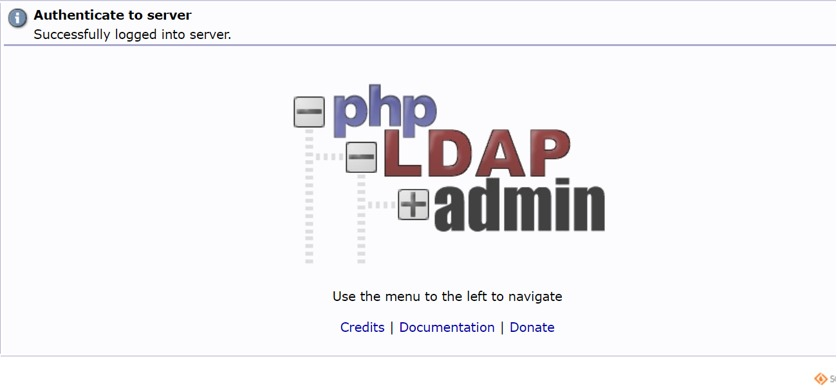 Authenticate to server
Successfully logged into server.
php
LDAP
admin
Use the menu to the left to navigate
Credits | Documentation | Donate